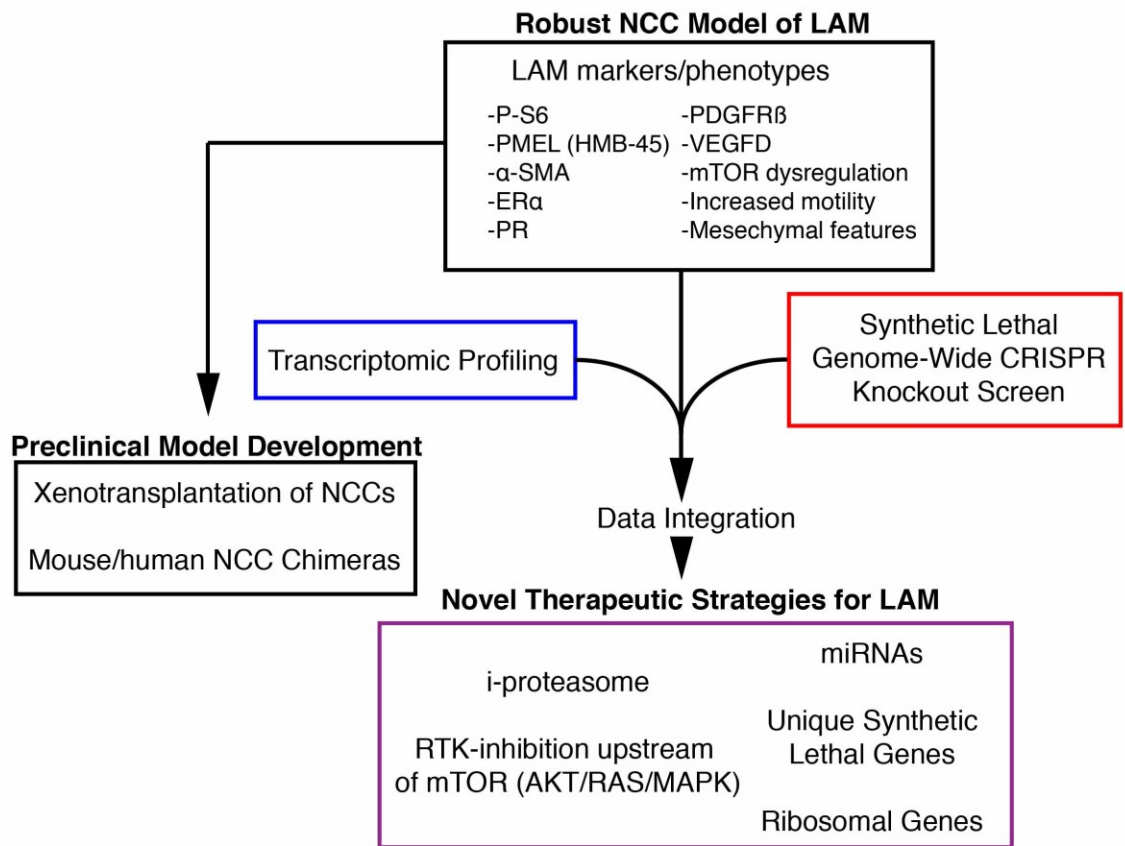 Robust NCC Model of LAM
LAM markers/phenotypes
-P-S6
-PMEL (HMB-45)
-α-SMA
-ERα
-PR
-PDGFRß
-VEGFD
-mTOR dysregulation
-Increased motility
-Mesechymal features
Transcriptomic Profiling
Synthetic Lethal
Genome-Wide CRISPR
Knockout Screen
Preclinical Model Development
Xenotransplantation of NCCs
Mouse/human NCC Chimeras
Data Integration
Novel Therapeutic Strategies for LAM
i-proteasome
RTK-inhibition upstream
of mTOR (AKT/RAS/MAPK)
miRNAs
Unique Synthetic
Lethal Genes
Ribosomal Genes